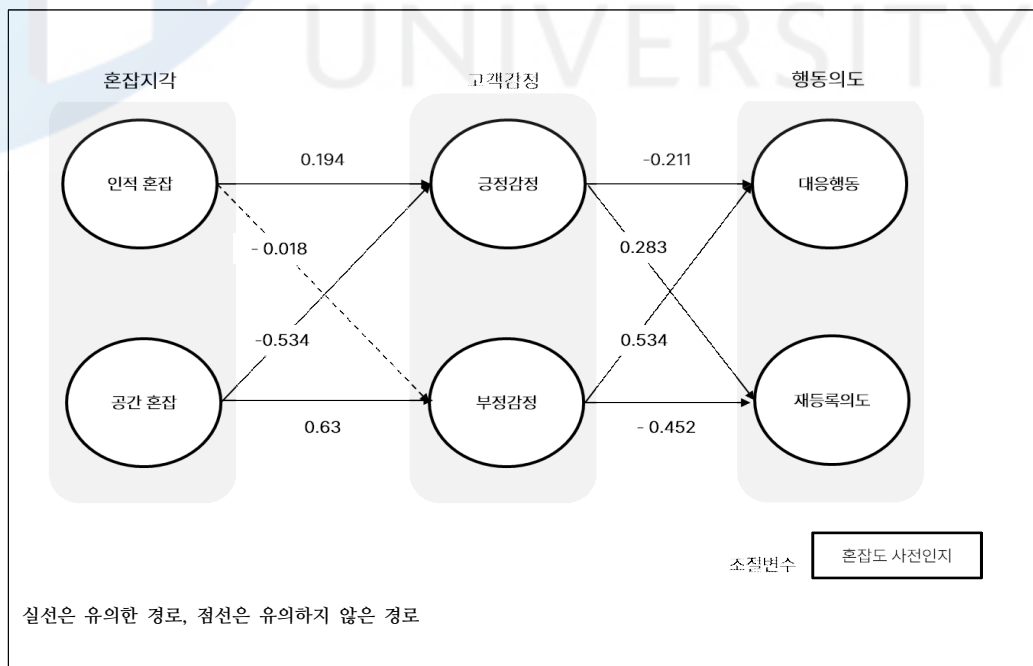 UNIVERSITY
혼잡지각 고객감정 행동의도
인적 혼잡 0.194 긍정감정 -0.211 대응행동
- 0.018 0.283
-0.534 0.534
공간 혼잡 0.63 부정감정 - 0.452 재등록의도
조절변수 혼잡도 사전인지
실선은 유의한 경로, 점선은 유의하지 않은 경로